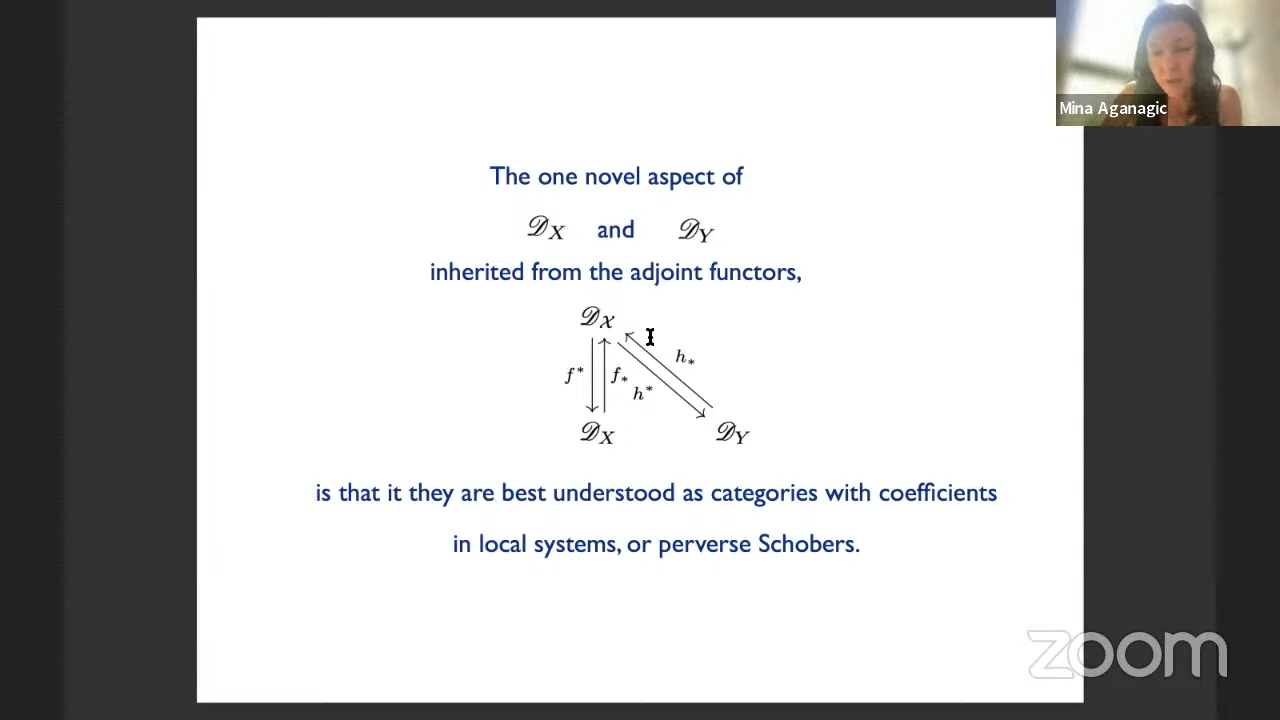 Mina Aganagic
The one novel aspect of
𝒟_X and 𝒟_Y
inherited from the adjoint functors,
𝒟_𝒳
h_*
f^* f_*
h^*
𝒟_X 𝒟_Y
is that it they are best understood as categories with coefficients
in local systems, or perverse Schobers.
zoom